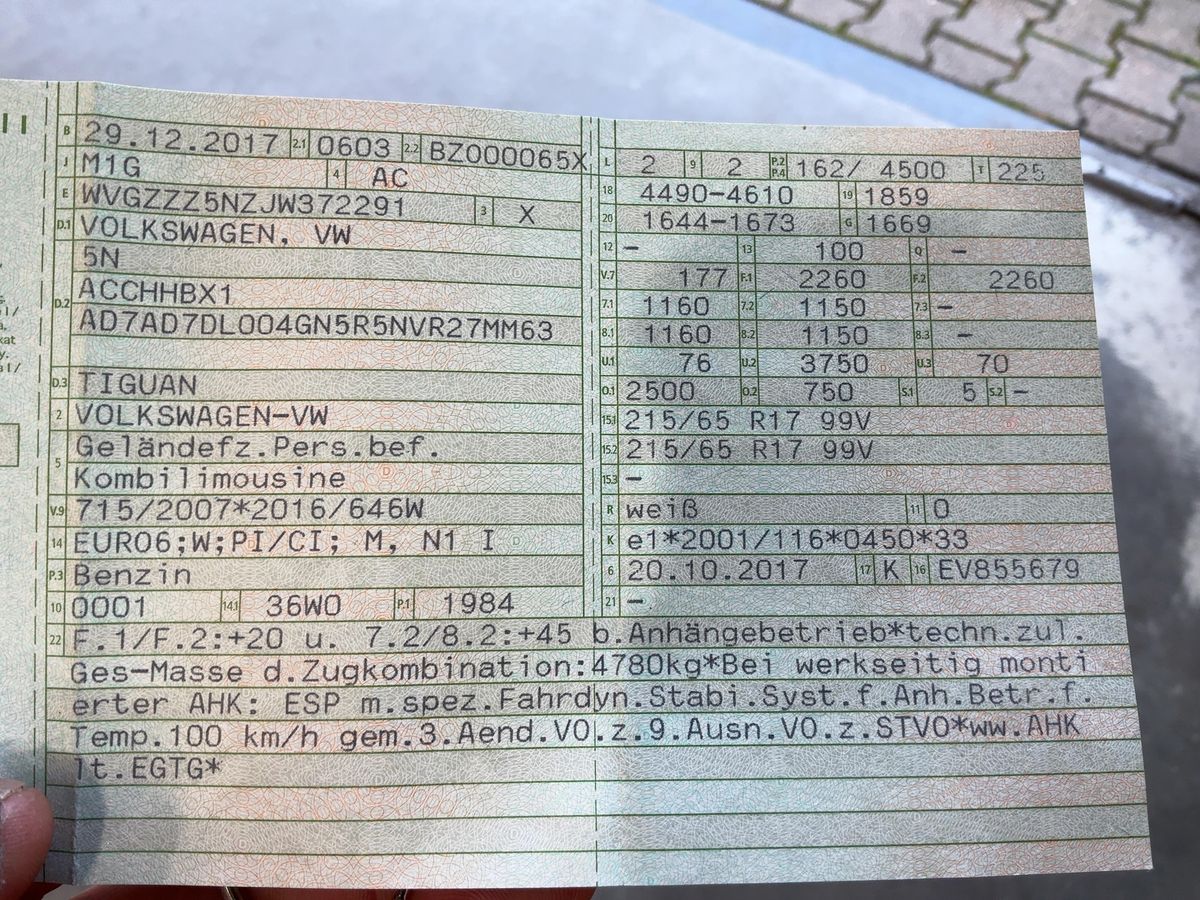 II
B 29.12.2017 2.1 0603 2.2 BZ000065X
J M1G 4 AC
E WVGZZZ5NZJW372291 3 X
D.1 VOLKSWAGEN, VW
D.2 5N
ACCHHBX1
AD7AD7DL004GN5R5NVR27MM63
D.3 TIGUAN
2 VOLKSWAGEN-VW
5 Geländefz.Pers.bef.
Kombilimousine
V.9 715/2007*2016/646W
14 EURO6;W;PI/CI; M, N1 I
P.3 Benzin
10 0001 14.1 36W0 P.1 1984
L 2 9 2 P.2 P.4 162/ 4500 T 225
18 4490-4610 19 1859
20 1644-1673 G 1669
12 - 13 100 Q -
V.7 177 F.1 2260 F.2 2260
7.1 1160 7.2 1150 7.3 -
8.1 1160 8.2 1150 8.3 -
U.1 76 U.2 3750 U.3 70
O.1 2500 O.2 750 S.1 5 S.2 -
15.1 215/65 R17 99V
15.2 215/65 R17 99V
15.3 -
R weiß 11 0
K e1*2001/116*0450*33
6 20.10.2017 17 K 16 EV855679
21 -
22 F.1/F.2:+20 u. 7.2/8.2:+45 b.Anhängebetrieb*techn.zul.
Ges-Masse d.Zugkombination:4780kg*Bei werkseitig monti
erter AHK: ESP m.spez.Fahrdyn.Stabi.Syst.f.Anh.Betr.f.
Temp.100 km/h gem.3.Aend.VO.z.9.Ausn.VO.z.STVO*ww.AHK
lt.EGTG*